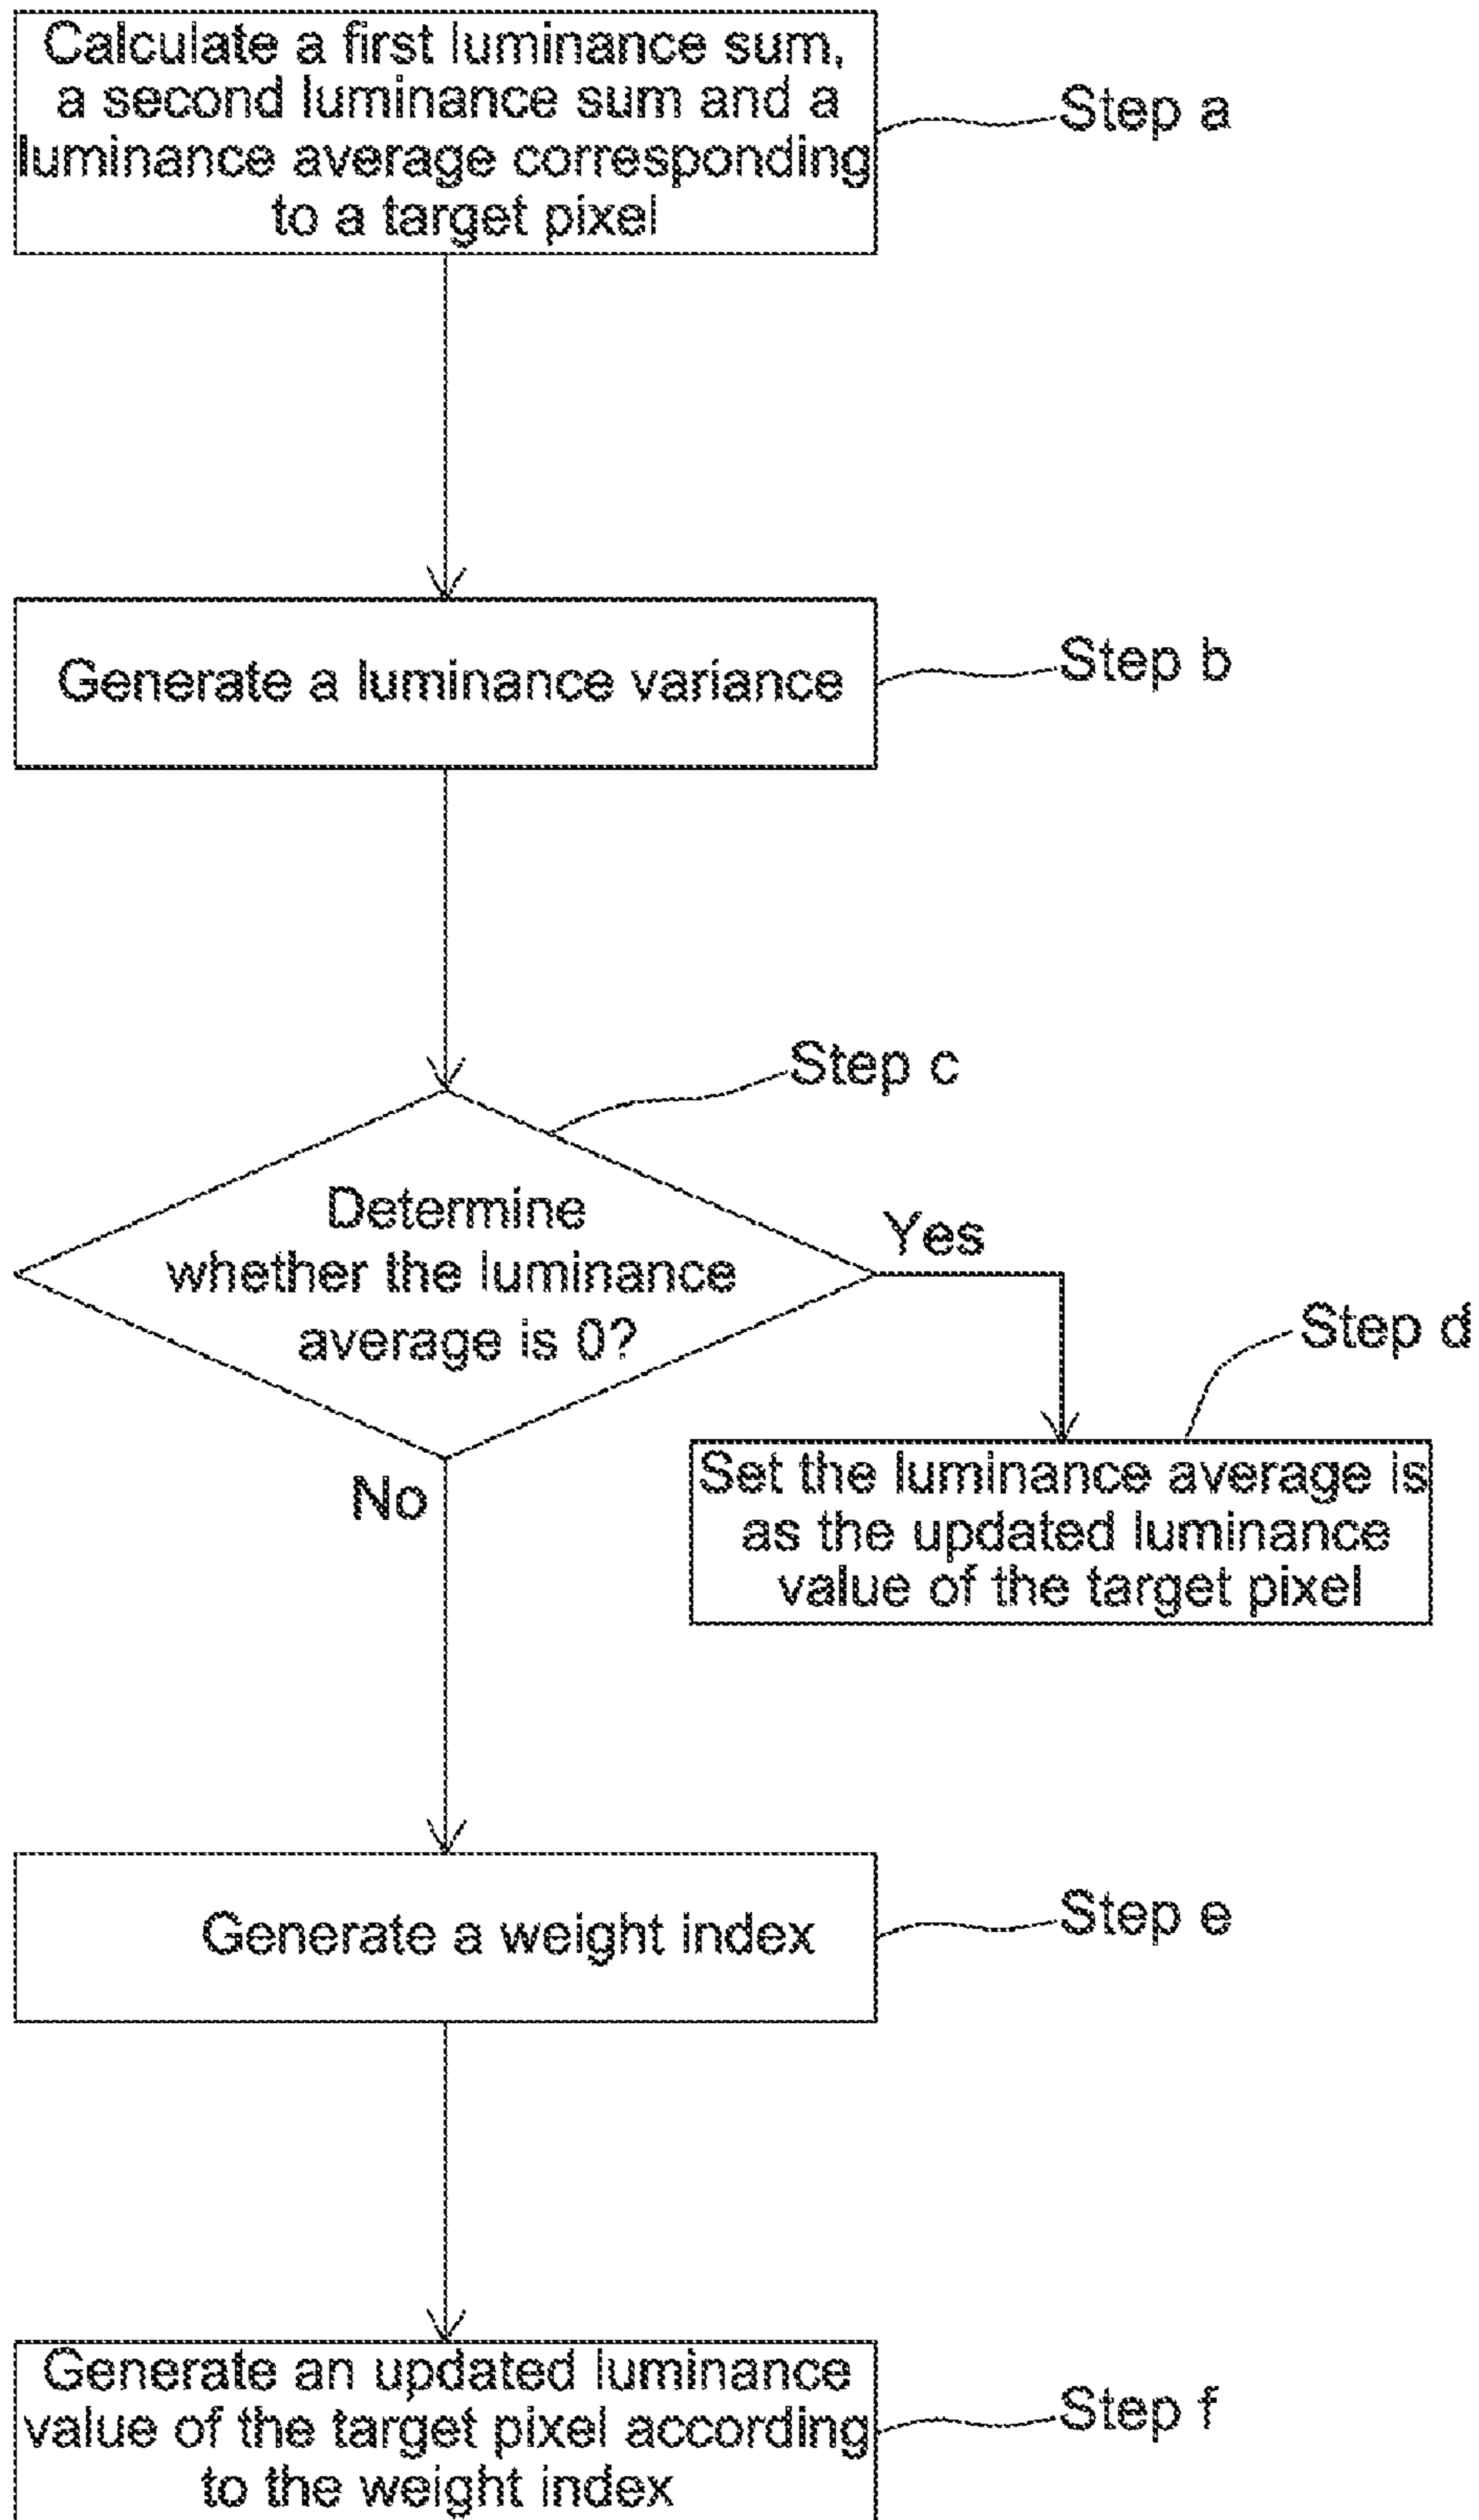 Calculate a first luminance sum,
a second luminance sum and a
luminance average corresponding
to a target pixel
Step a
Generate a luminance variance
Step b
Step c
Determine
whether the luminance
average is 0?
Yes
Step d
Set the luminance average is
as the updated luminance
value of the target pixel
No
Generate a weight index
Step e
Generate an updated luminance
value of the target pixel according
to the weight index
Step f